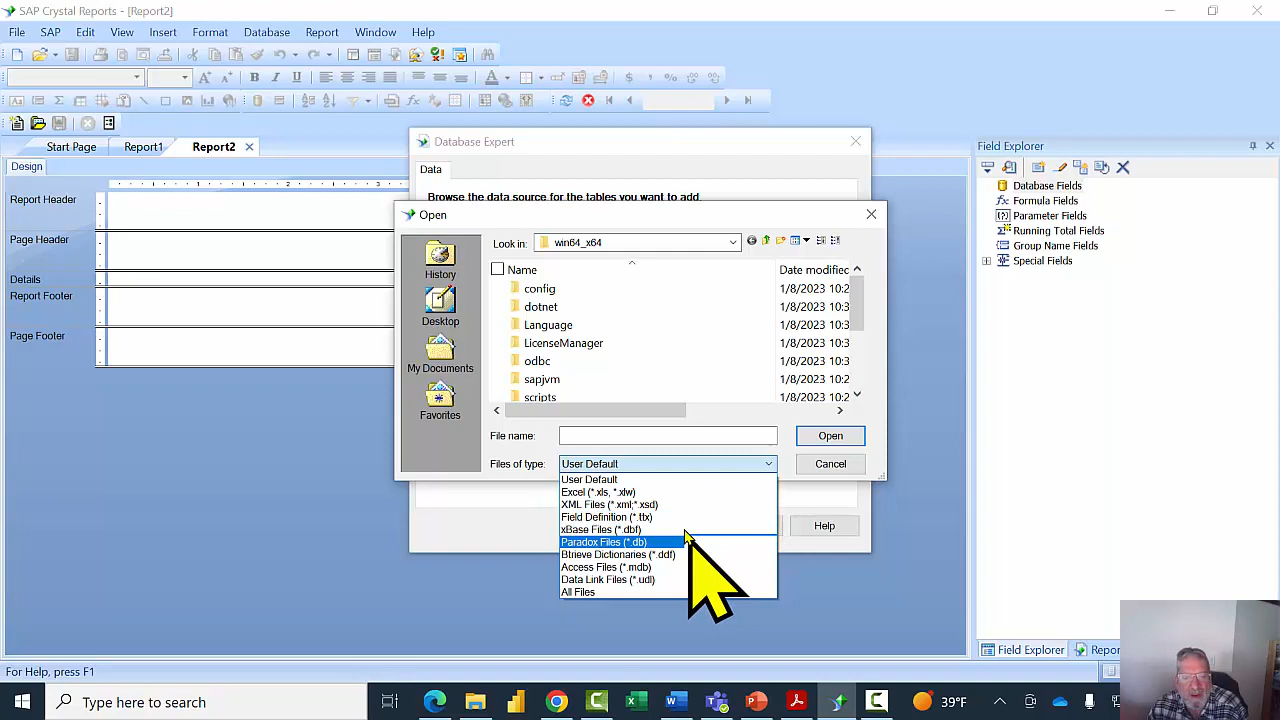 SAP Crystal Reports - [Report2]
File SAP Edit View Insert Format Database Report Window Help
Start Page Report1 Report2
Design
Report Header
Page Header
Details
Report Footer
Page Footer
Database Expert
Data
Browse the data source for the tables you want to add.
Open
Look in: win64_x64
History
Desktop
My Documents
Favorites
Name Date modified
config 1/8/2023 10:2
dotnet 1/8/2023 10:3
Language 1/8/2023 10:2
LicenseManager 1/8/2023 10:2
odbc 1/8/2023 10:3
sapjvm 1/8/2023 10:2
scripts 1/8/2023 10:2
File name: Open
Files of type: User Default Cancel
User Default
Excel (*.xls, *.xlw)
XML Files (*.xml;*.xsd)
Field Definition (*.ttx)
xBase Files (*.dbf)
Paradox Files (*.db)
Btrieve Dictionaries (*.ddf)
Access Files (*.mdb)
Data Link Files (*.udl)
All Files
Help
Field Explorer
Database Fields
Formula Fields
Parameter Fields
Running Total Fields
Group Name Fields
Special Fields
Field Explorer Repor
For Help, press F1
Type here to search
39°F